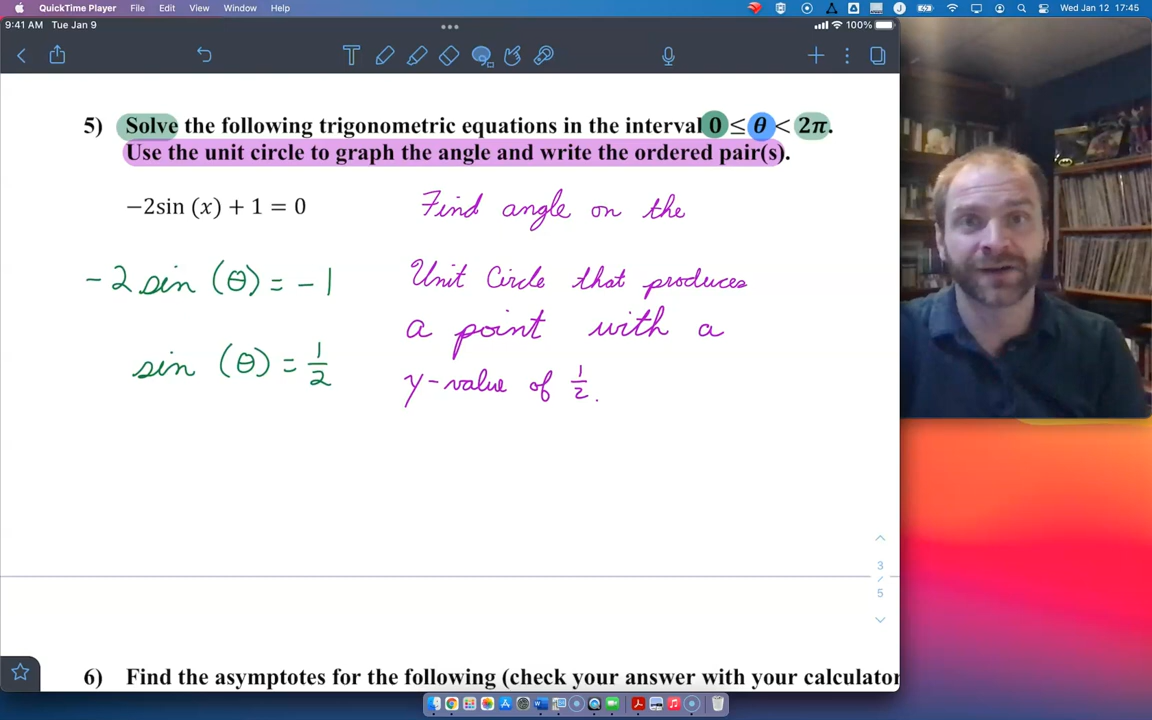 QuickTime Player File Edit View Window Help 100% Wed Jan 12 17:45
9:41 AM Tue Jan 9 100%
5) Solve the following trigonometric equations in the interval 0 ≤ θ < 2π.
Use the unit circle to graph the angle and write the ordered pair(s).
−2sin (x) + 1 = 0
Find angle on the
-2 sin (θ) = -1
Unit Circle that produces
a point with a
sin (θ) = 1/2
y-value of 1/2.
3
/
5
6) Find the asymptotes for the following (check your answer with your calculator